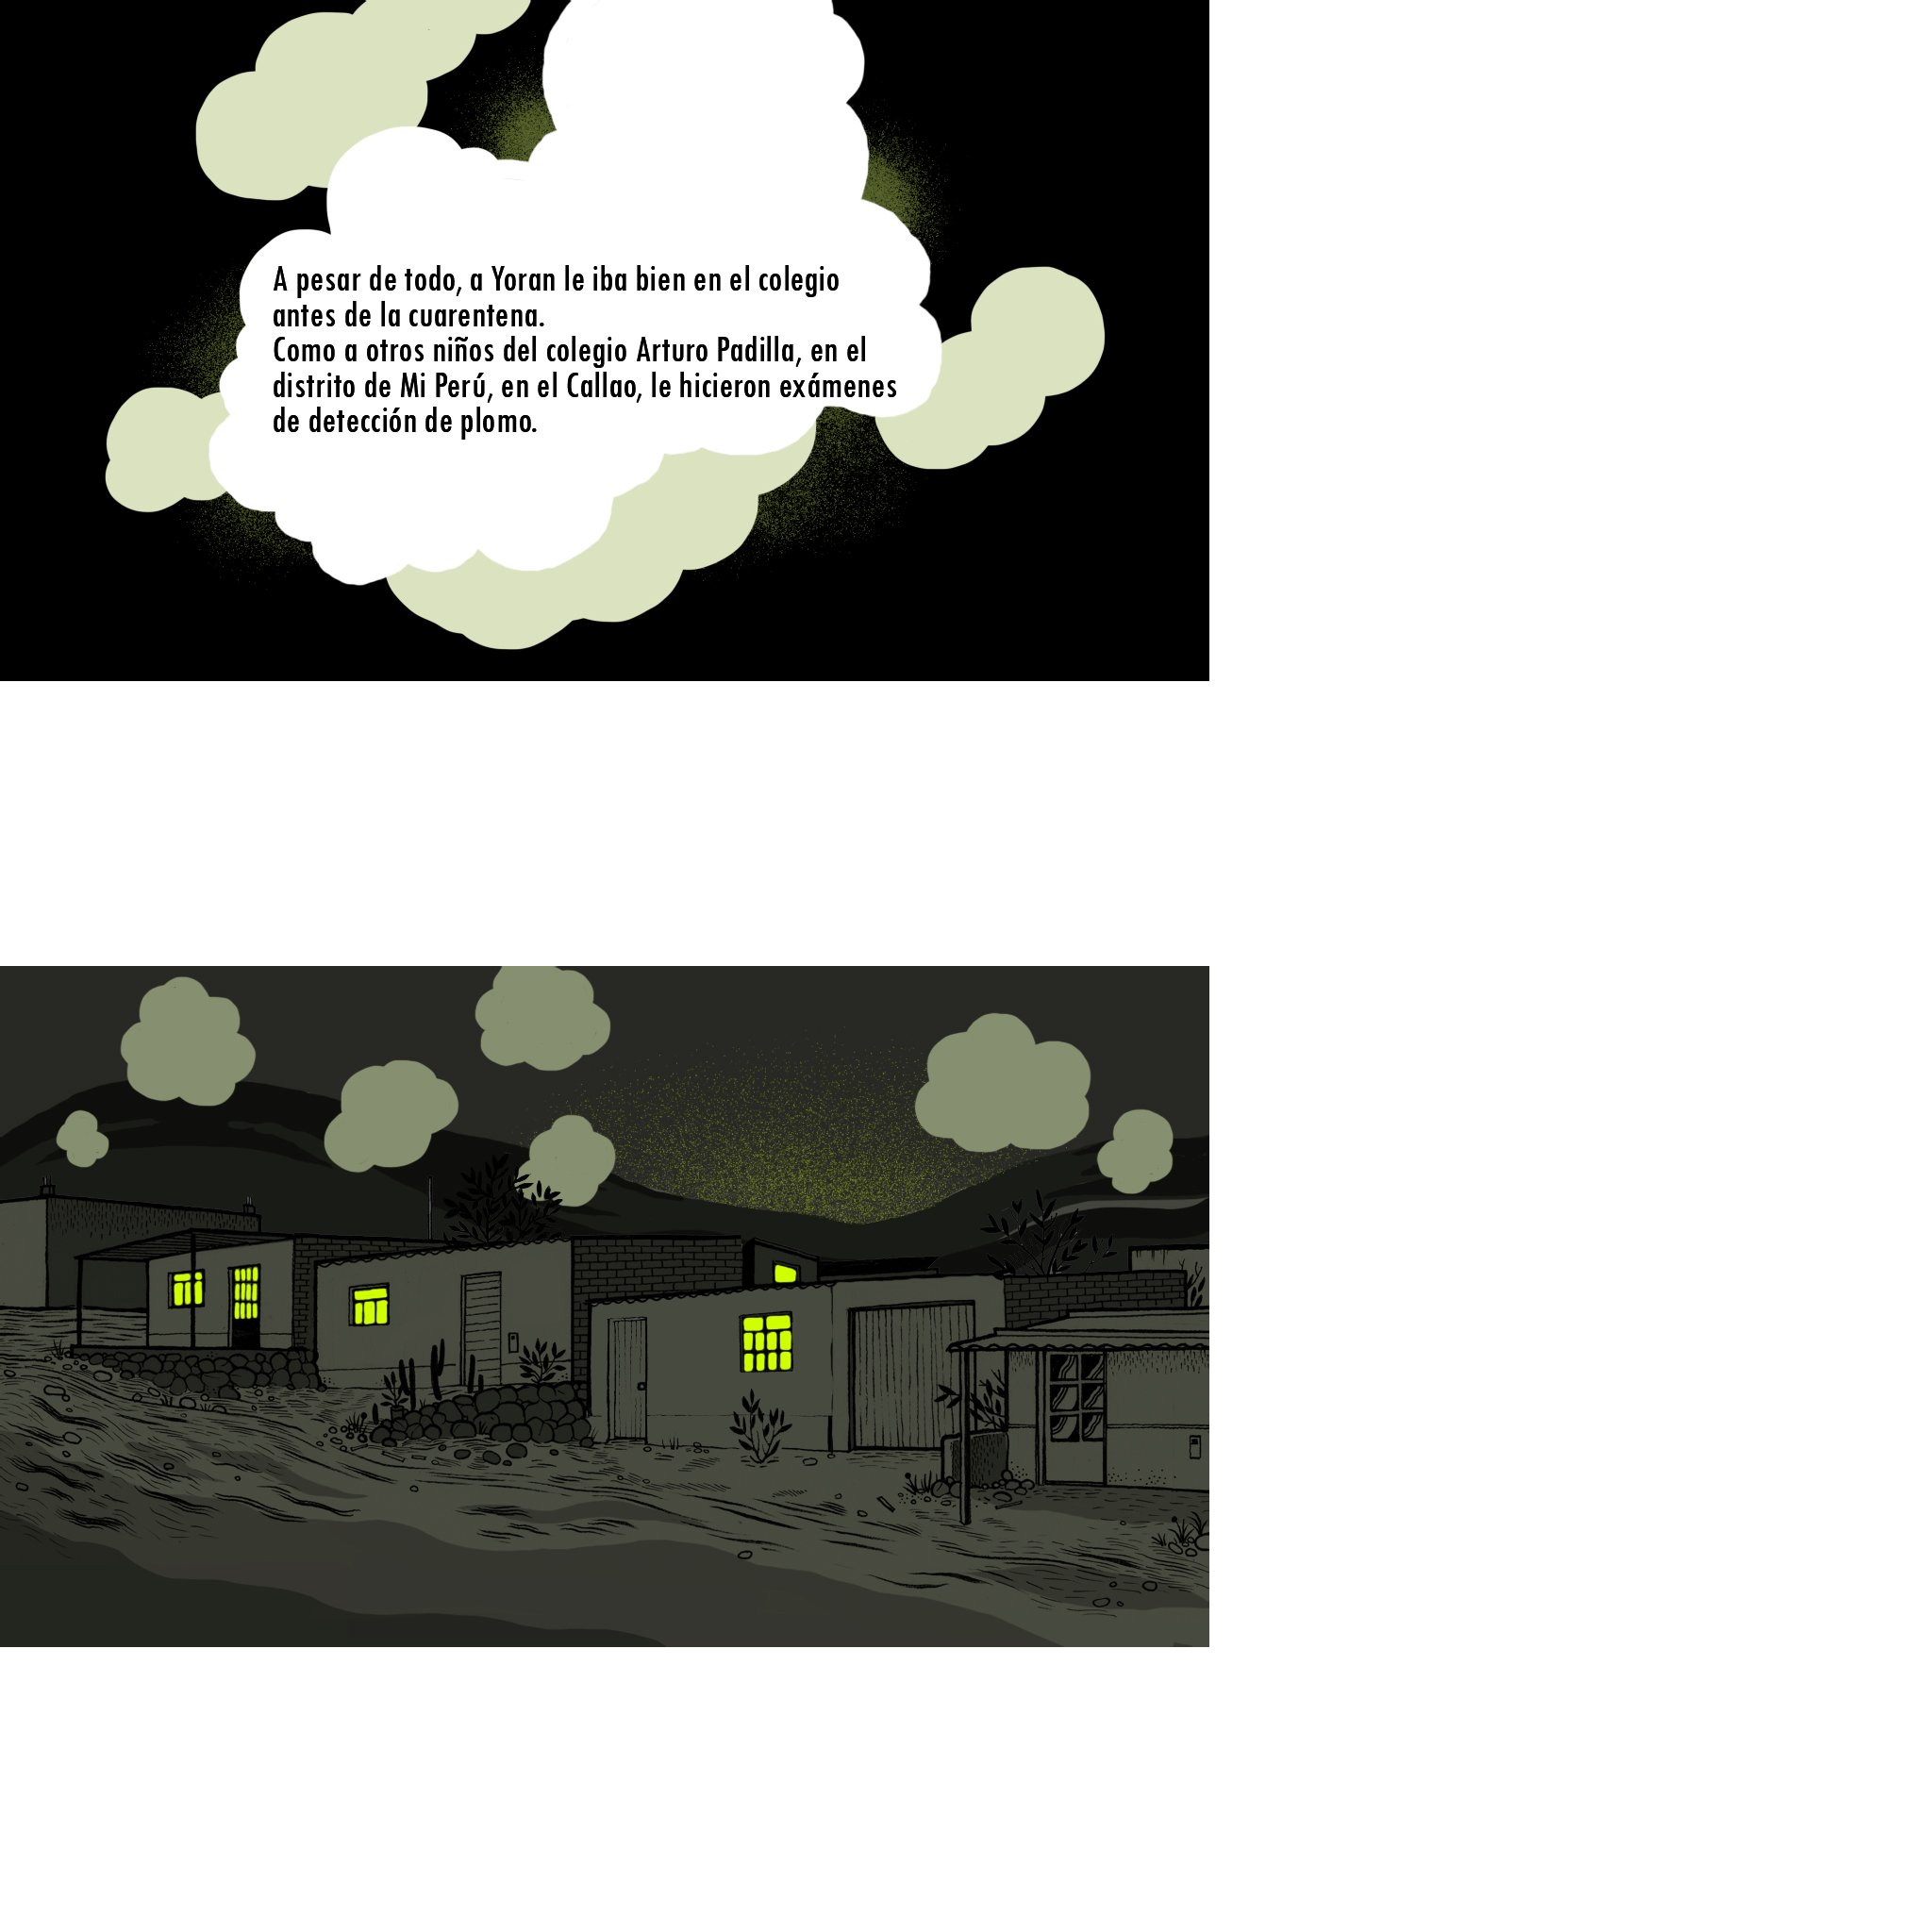 A pesar de todo, a Yoran le iba bien en el colegio
antes de la cuarentena.
Como a otros niños del colegio Arturo Padilla, en el
distrito de Mi Perú, en el Callao, le hicieron exámenes
de detección de plomo.